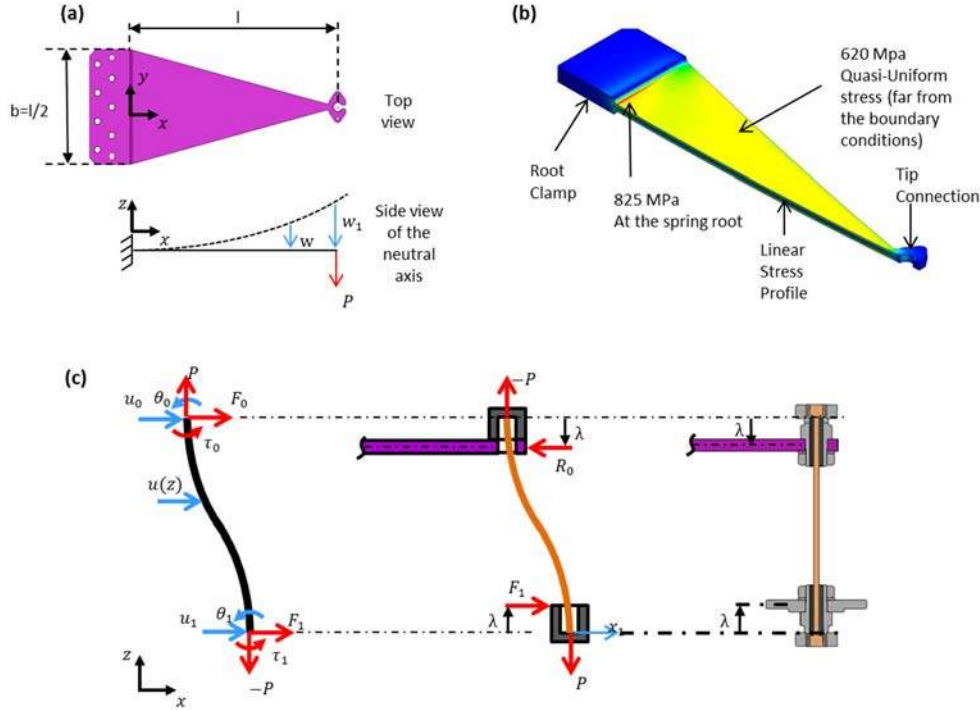 (a)
l
b=l/2
y
x
Top
view
z
x
w
w₁
P
Side view
of the
neutral
axis
(b)
620 Mpa
Quasi-Uniform
stress (far from
the boundary
conditions)
Root
Clamp
825 MPa
At the spring root
Tip
Connection
Linear
Stress
Profile
(c)
P
u₀
θ₀
F₀
τ₀
u(z)
θ₁
u₁
F₁
τ₁
−P
z
x
−P
λ
R₀
F₁
λ
x₁
P
λ
λ